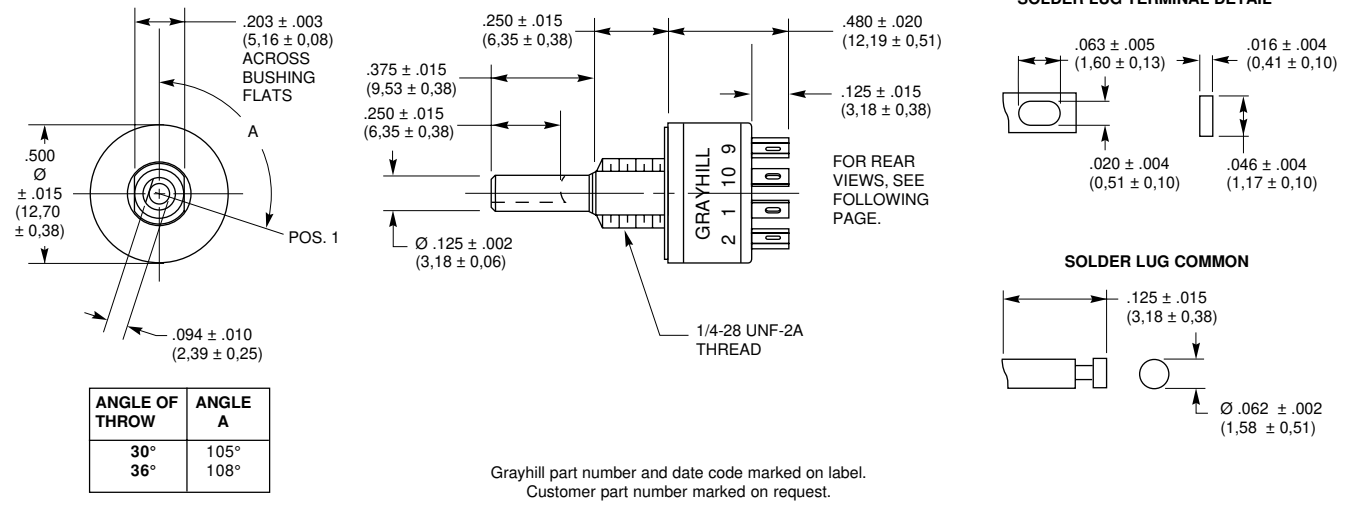 .203 ± .003
(5,16 ± 0,08)
ACROSS
BUSHING
FLATS
A
.500
Ø
± .015
(12,70
± 0,38)
POS. 1
.094 ± .010
(2,39 ± 0,25)
ANGLE OF THROW
ANGLE A
30° 105°
36° 108°
.250 ± .015
(6,35 ± 0,38)
.480 ± .020
(12,19 ± 0,51)
.375 ± .015
(9,53 ± 0,38)
.125 ± .015
(3,18 ± 0,38)
.250 ± .015
(6,35 ± 0,38)
GRAYHILL
2 1 10 9
FOR REAR
VIEWS, SEE
FOLLOWING
PAGE.
Ø .125 ± .002
(3,18 ± 0,06)
1/4-28 UNF-2A
THREAD
Grayhill part number and date code marked on label.
Customer part number marked on request.
SOLDER LUG TERMINAL DETAIL
.063 ± .005
(1,60 ± 0,13)
.016 ± .004
(0,41 ± 0,10)
.020 ± .004
(0,51 ± 0,10)
.046 ± .004
(1,17 ± 0,10)
SOLDER LUG COMMON
.125 ± .015
(3,18 ± 0,38)
Ø .062 ± .002
(1,58 ± 0,51)